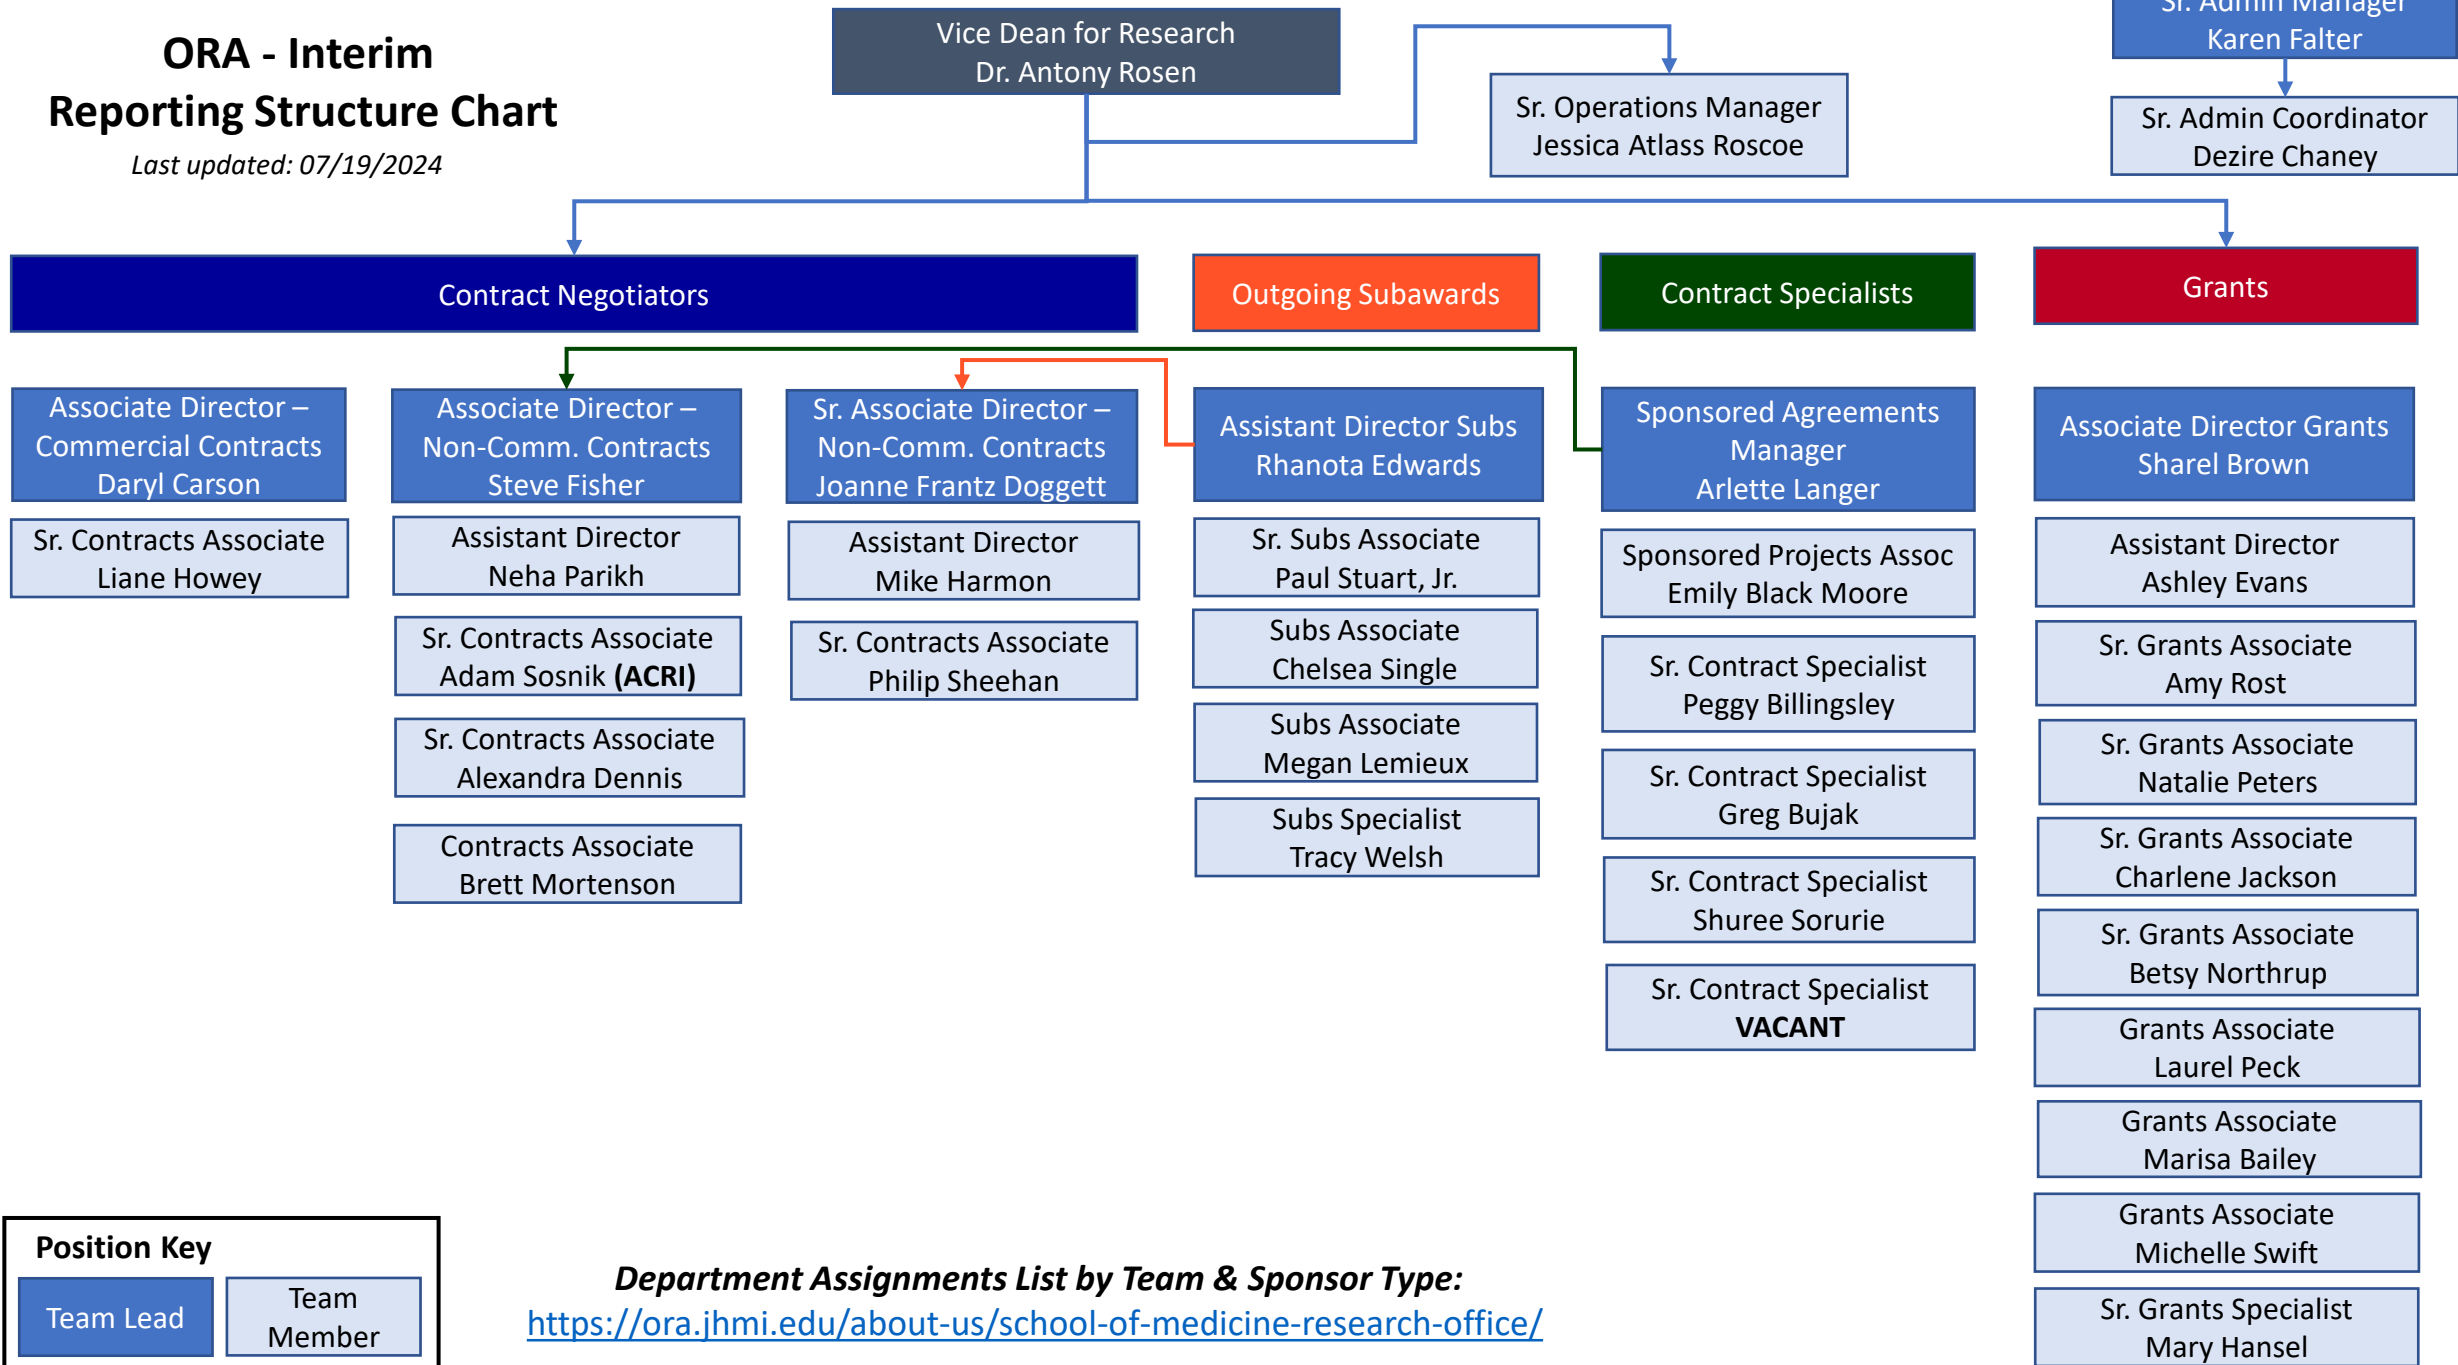 ORA - Interim
Reporting Structure Chart
Last updated: 07/19/2024
Vice Dean for Research
Dr. Antony Rosen
Sr. Operations Manager
Jessica Atlass Roscoe
Sr. Admin Manager
Karen Falter
Sr. Admin Coordinator
Dezire Chaney
Contract Negotiators
Outgoing Subawards
Contract Specialists
Grants
Associate Director –
Commercial Contracts
Daryl Carson
Sr. Contracts Associate
Liane Howey
Associate Director –
Non-Comm. Contracts
Steve Fisher
Assistant Director
Neha Parikh
Sr. Contracts Associate
Adam Sosnik (ACRI)
Sr. Contracts Associate
Alexandra Dennis
Contracts Associate
Brett Mortenson
Sr. Associate Director –
Non-Comm. Contracts
Joanne Frantz Doggett
Assistant Director
Mike Harmon
Sr. Contracts Associate
Philip Sheehan
Assistant Director Subs
Rhanota Edwards
Sr. Subs Associate
Paul Stuart, Jr.
Subs Associate
Chelsea Single
Subs Associate
Megan Lemieux
Subs Specialist
Tracy Welsh
Sponsored Agreements
Manager
Arlette Langer
Sponsored Projects Assoc
Emily Black Moore
Sr. Contract Specialist
Peggy Billingsley
Sr. Contract Specialist
Greg Bujak
Sr. Contract Specialist
Shuree Sorurie
Sr. Contract Specialist
VACANT
Associate Director Grants
Sharel Brown
Assistant Director
Ashley Evans
Sr. Grants Associate
Amy Rost
Sr. Grants Associate
Natalie Peters
Sr. Grants Associate
Charlene Jackson
Sr. Grants Associate
Betsy Northrup
Grants Associate
Laurel Peck
Grants Associate
Marisa Bailey
Grants Associate
Michelle Swift
Sr. Grants Specialist
Mary Hansel
Position Key
Team Lead
Team
Member
Department Assignments List by Team & Sponsor Type:
https://ora.jhmi.edu/about-us/school-of-medicine-research-office/